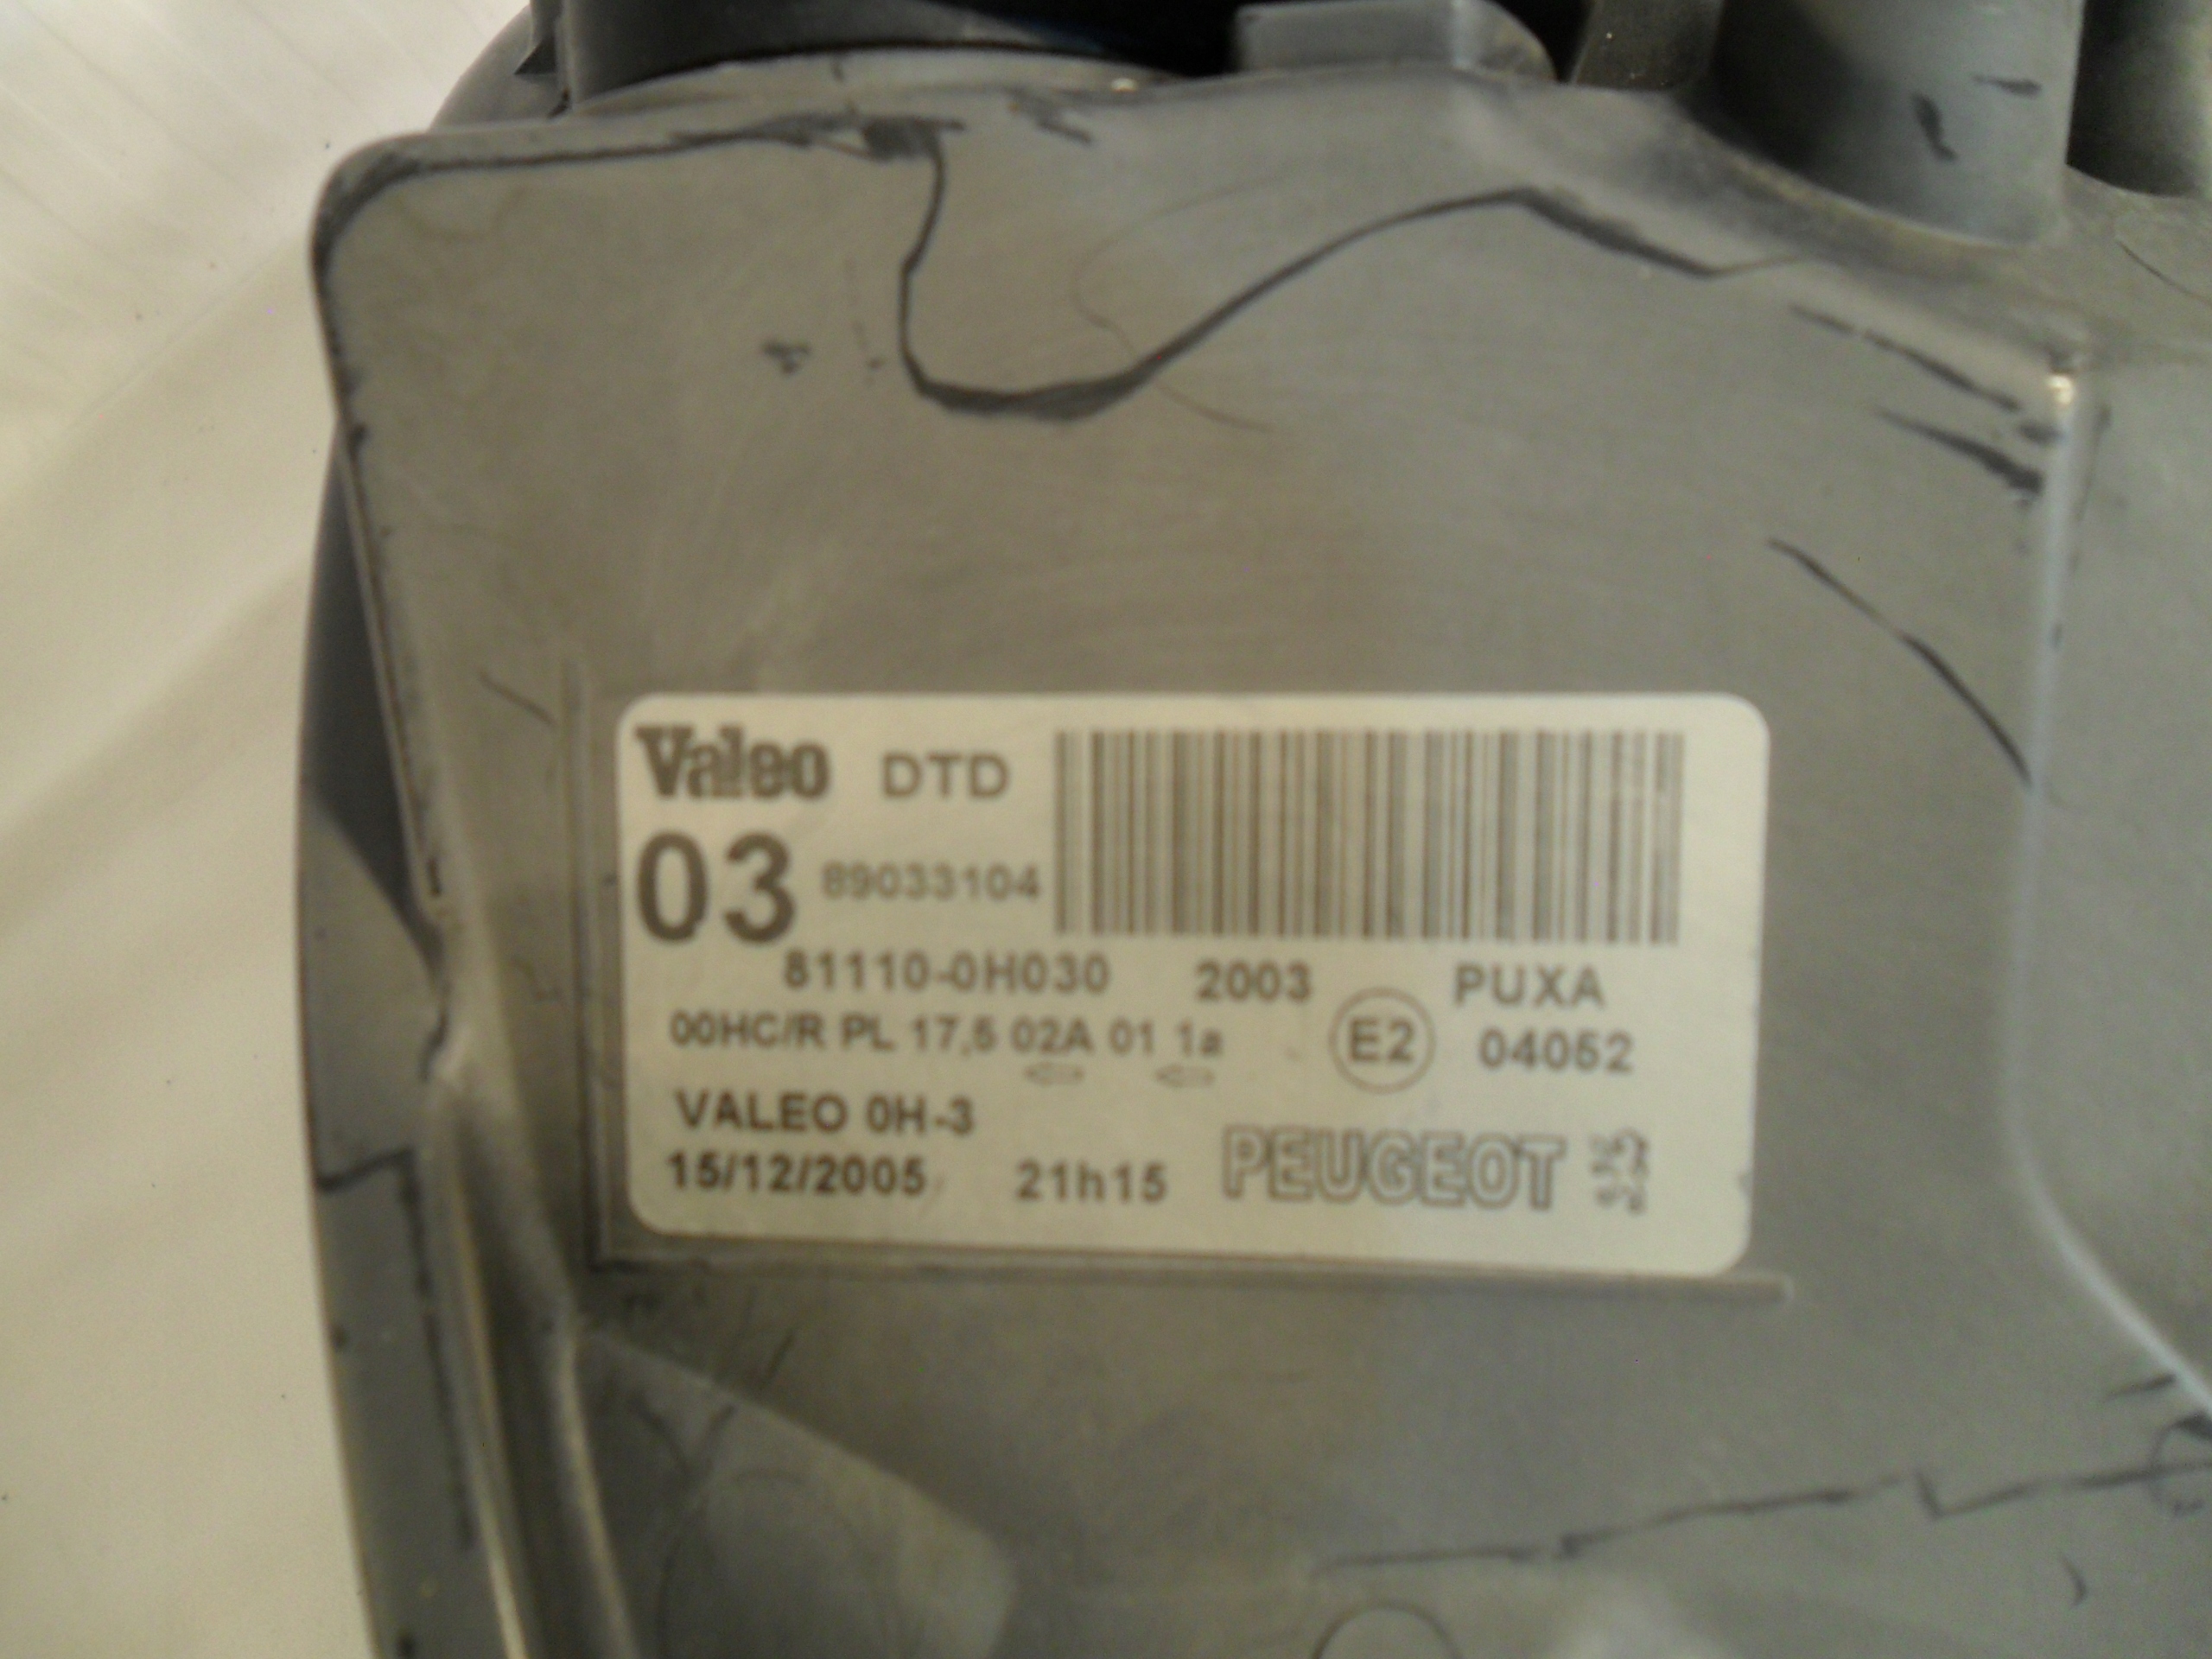 Valeo DTD
03 89033104
81110-0H030 2003 PUXA
00HC/R PL 17,5 02A 01 1a E2 04052
VALEO 0H-3
15/12/2005 21h15 PEUGEOT